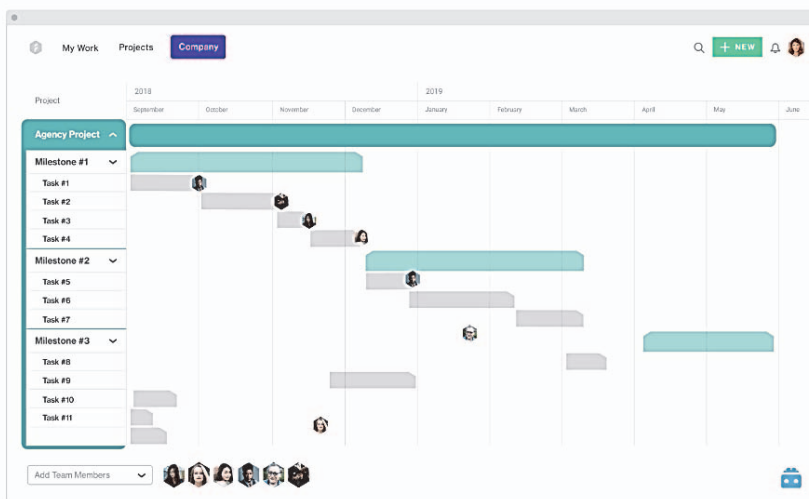 My Work Projects Company
+ NEW
2018 2019
Project
September October November December January February March April May June
Agency Project
Milestone #1
Task #1
Task #2
Task #3
Task #4
Milestone #2
Task #5
Task #6
Task #7
Milestone #3
Task #8
Task #9
Task #10
Task #11
Add Team Members